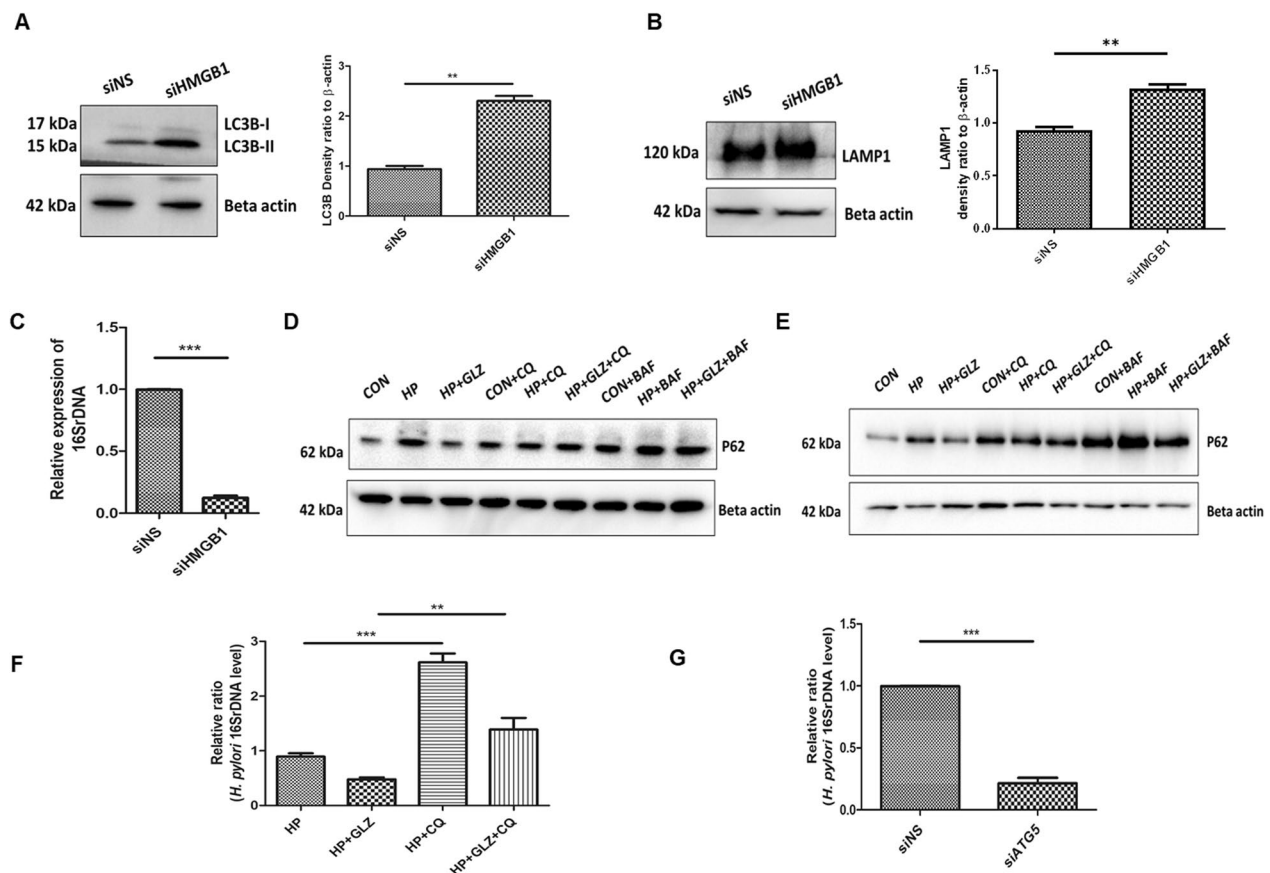 A
siNS
siHMGB1
17 kDa
LC3B-I
15 kDa
LC3B-II
42 kDa
Beta actin
LC3B Density ratio to β-actin
3
2
1
0
**
siNS
siHMGB1
B
siNS
siHMGB1
120 kDa
LAMP1
42 kDa
Beta actin
LAMP1
density ratio to β-actin
1.5
1.0
0.5
0.0
**
siNS
siHMG B1
C
Relative expression of
16SrDNA
1.5
1.0
0.5
0.0
***
siNS
siHMGB1
D
CON
HP
HP+GLZ
CON+CQ
HP+CQ
HP+GLZ+CQ
CON+BAF
HP+BAF
HP+GLZ+BAF
62 kDa
P62
42 kDa
Beta actin
E
CON
HP
HP+GLZ
CON+CQ
HP+CQ
HP+GLZ+CQ
CON+BAF
HP+BAF
HP+GLZ+BAF
62 kDa
P62
42 kDa
Beta actin
F
Relative ratio
(H. pylori 16SrDNA level)
3
2
1
0
***
**
HP
HP+GLZ
HP+CQ
HP+GLZ+CQ
G
Relative ratio
(H. pylori 16SrDNA level)
1.5
1.0
0.5
0.0
***
siNS
siATG5